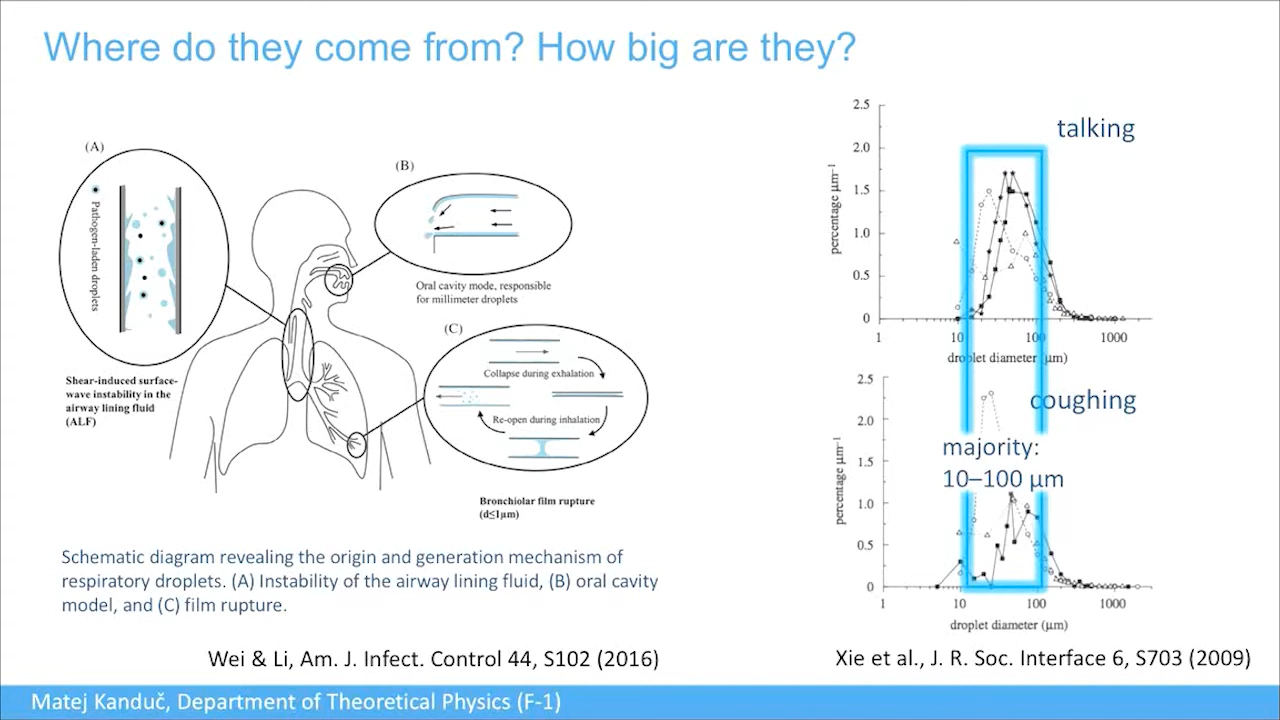 Where do they come from? How big are they?
(A)
Pathogen-laden droplets
Shear-induced surface-
wave instability in the
airway lining fluid
(ALF)
(B)
Oral cavity mode, responsible
for millimeter droplets
(C)
Collapse during exhalation
Re-open during inhalation
Bronchiolar film rupture
(d≤1μm)
Schematic diagram revealing the origin and generation mechanism of
respiratory droplets. (A) Instability of the airway lining fluid, (B) oral cavity
model, and (C) film rupture.
Wei & Li, Am. J. Infect. Control 44, S102 (2016)
talking
percentage μm⁻¹
2.5
2.0
1.5
1.0
0.5
0
1
10
100
1000
droplet diameter (μm)
coughing
majority:
10–100 μm
percentage μm⁻¹
2.5
2.0
1.5
1.0
0.5
0
1
10
100
1000
droplet diameter (μm)
Xie et al., J. R. Soc. Interface 6, S703 (2009)
Matej Kanduč, Department of Theoretical Physics (F-1)